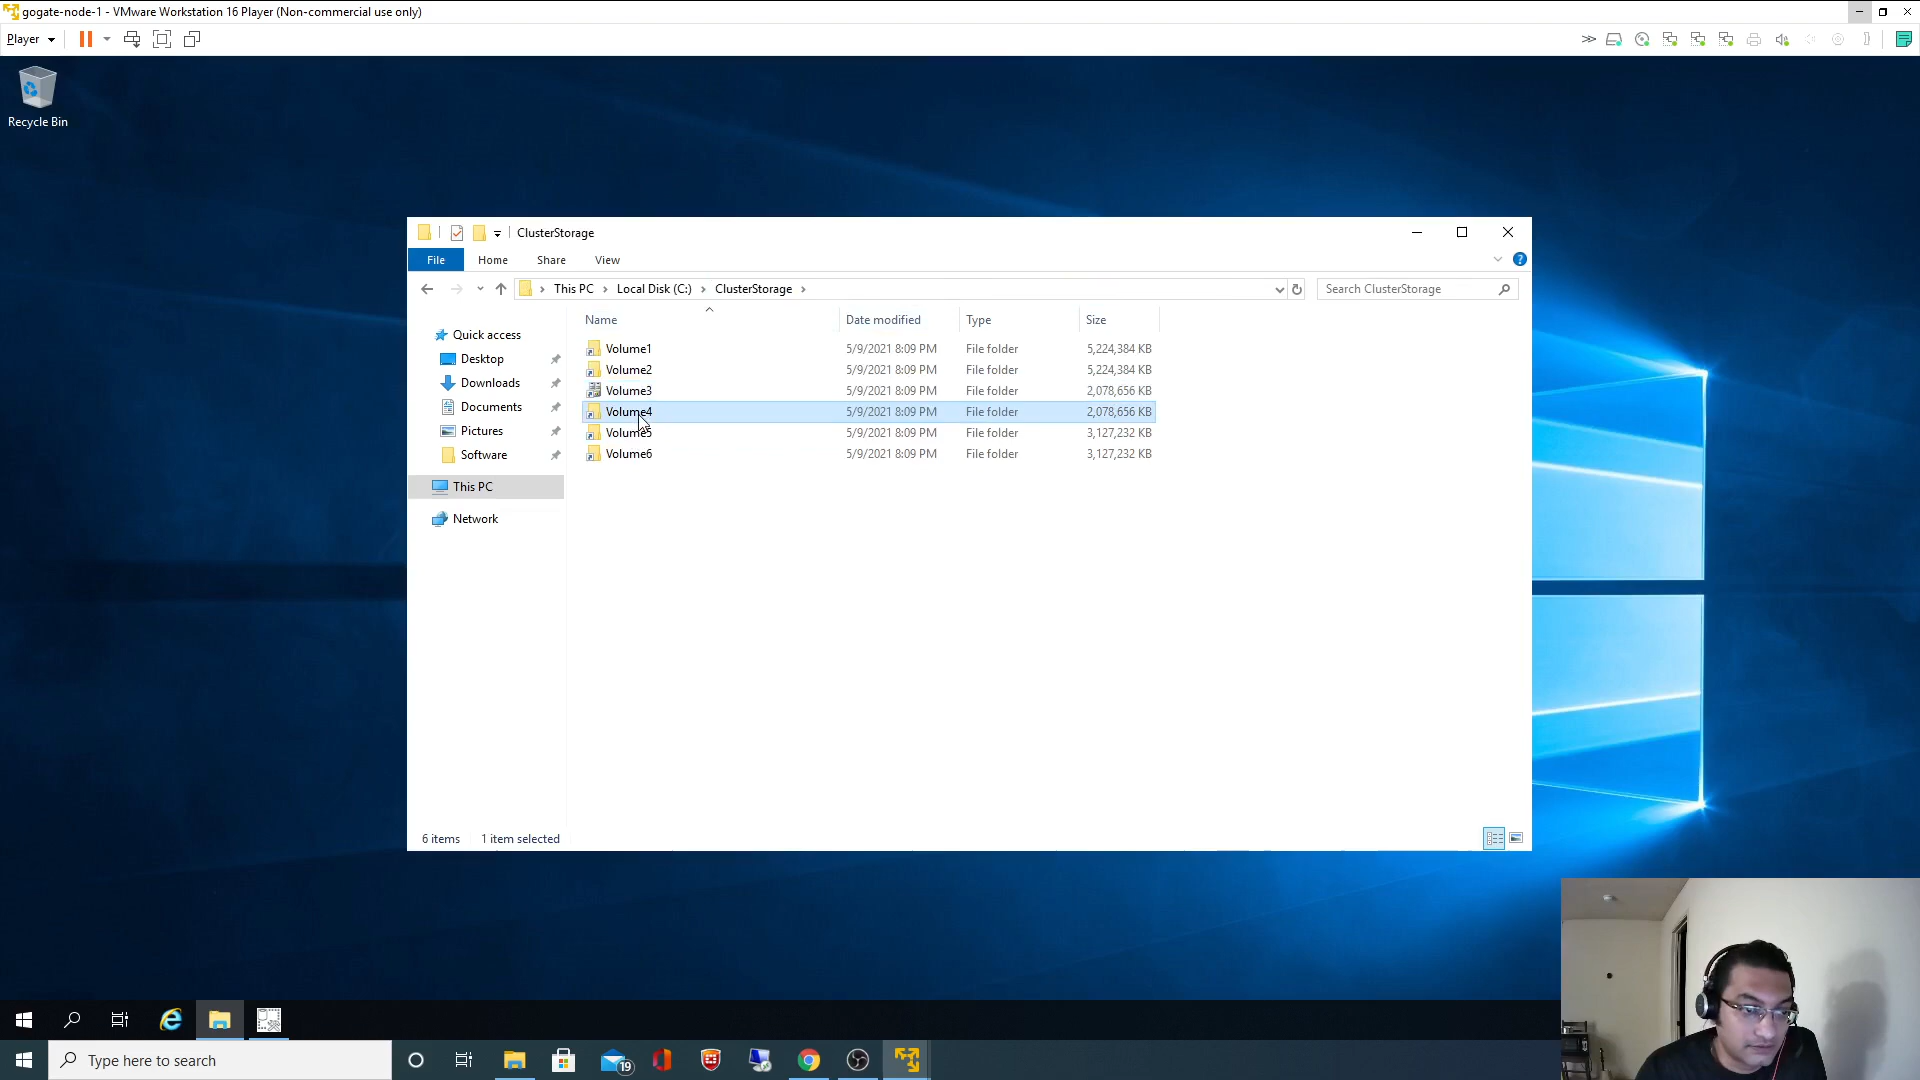 gogate-node-1 - VMware Workstation 16 Player (Non-commercial use only)
Player
Recycle Bin
ClusterStorage
File Home Share View
This PC Local Disk (C:) ClusterStorage
Search ClusterStorage
Name Date modified Type Size
Quick access
Desktop
Downloads
Documents
Pictures
Software
This PC
Network
Volume1 5/9/2021 8:09 PM File folder 5,224,384 KB
Volume2 5/9/2021 8:09 PM File folder 5,224,384 KB
Volume3 5/9/2021 8:09 PM File folder 2,078,656 KB
Volume4 5/9/2021 8:09 PM File folder 2,078,656 KB
Volume5 5/9/2021 8:09 PM File folder 3,127,232 KB
Volume6 5/9/2021 8:09 PM File folder 3,127,232 KB
6 items 1 item selected
Type here to search
19